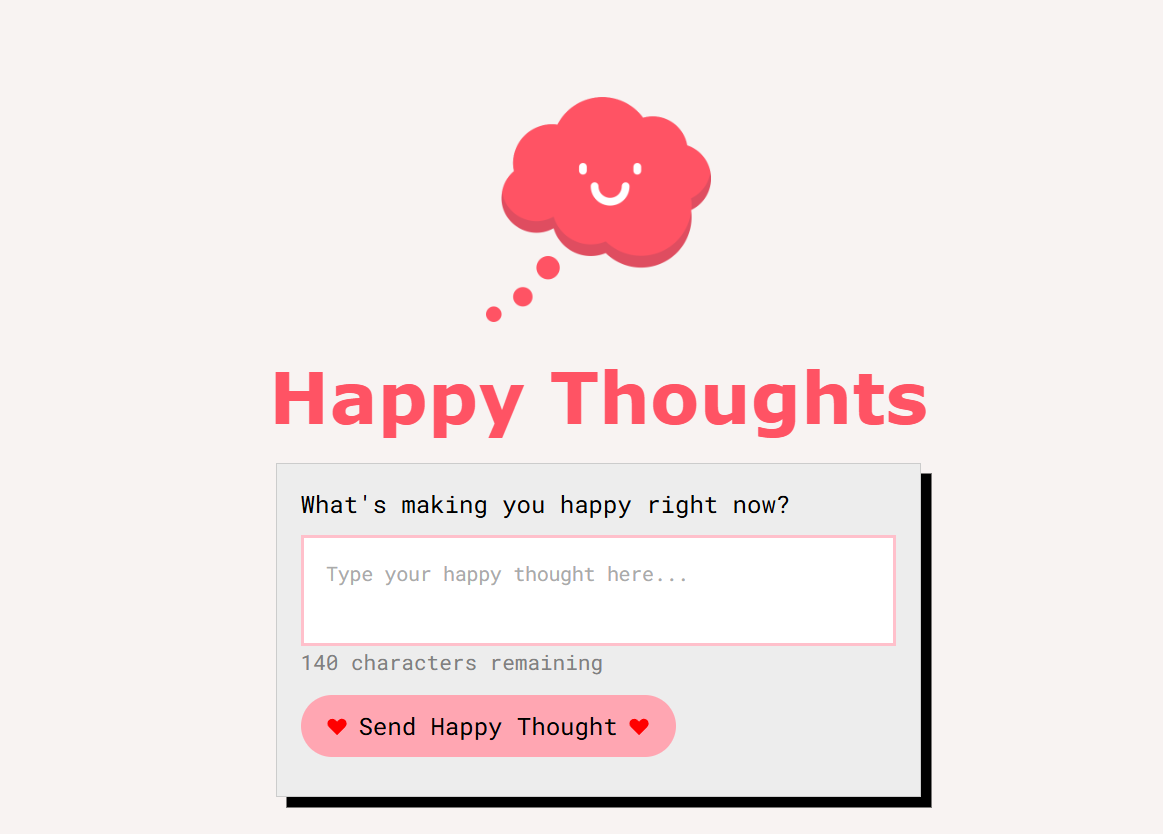 Happy Thoughts
What's making you happy right now?
Type your happy thought here...
140 characters remaining
❤ Send Happy Thought ❤